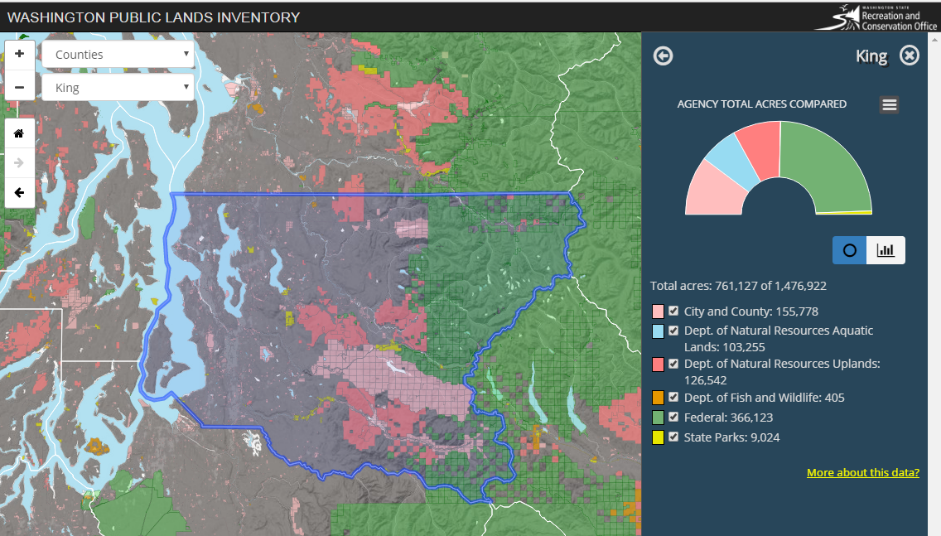 WASHINGTON PUBLIC LANDS INVENTORY
WASHINGTON STATE
Recreation and
Conservation Office
+
Counties
−
King
King
AGENCY TOTAL ACRES COMPARED
Total acres: 761,127 of 1,476,922
City and County: 155,778
Dept. of Natural Resources Aquatic
Lands: 103,255
Dept. of Natural Resources Uplands:
126,542
Dept. of Fish and Wildlife: 405
Federal: 366,123
State Parks: 9,024
More about this data?